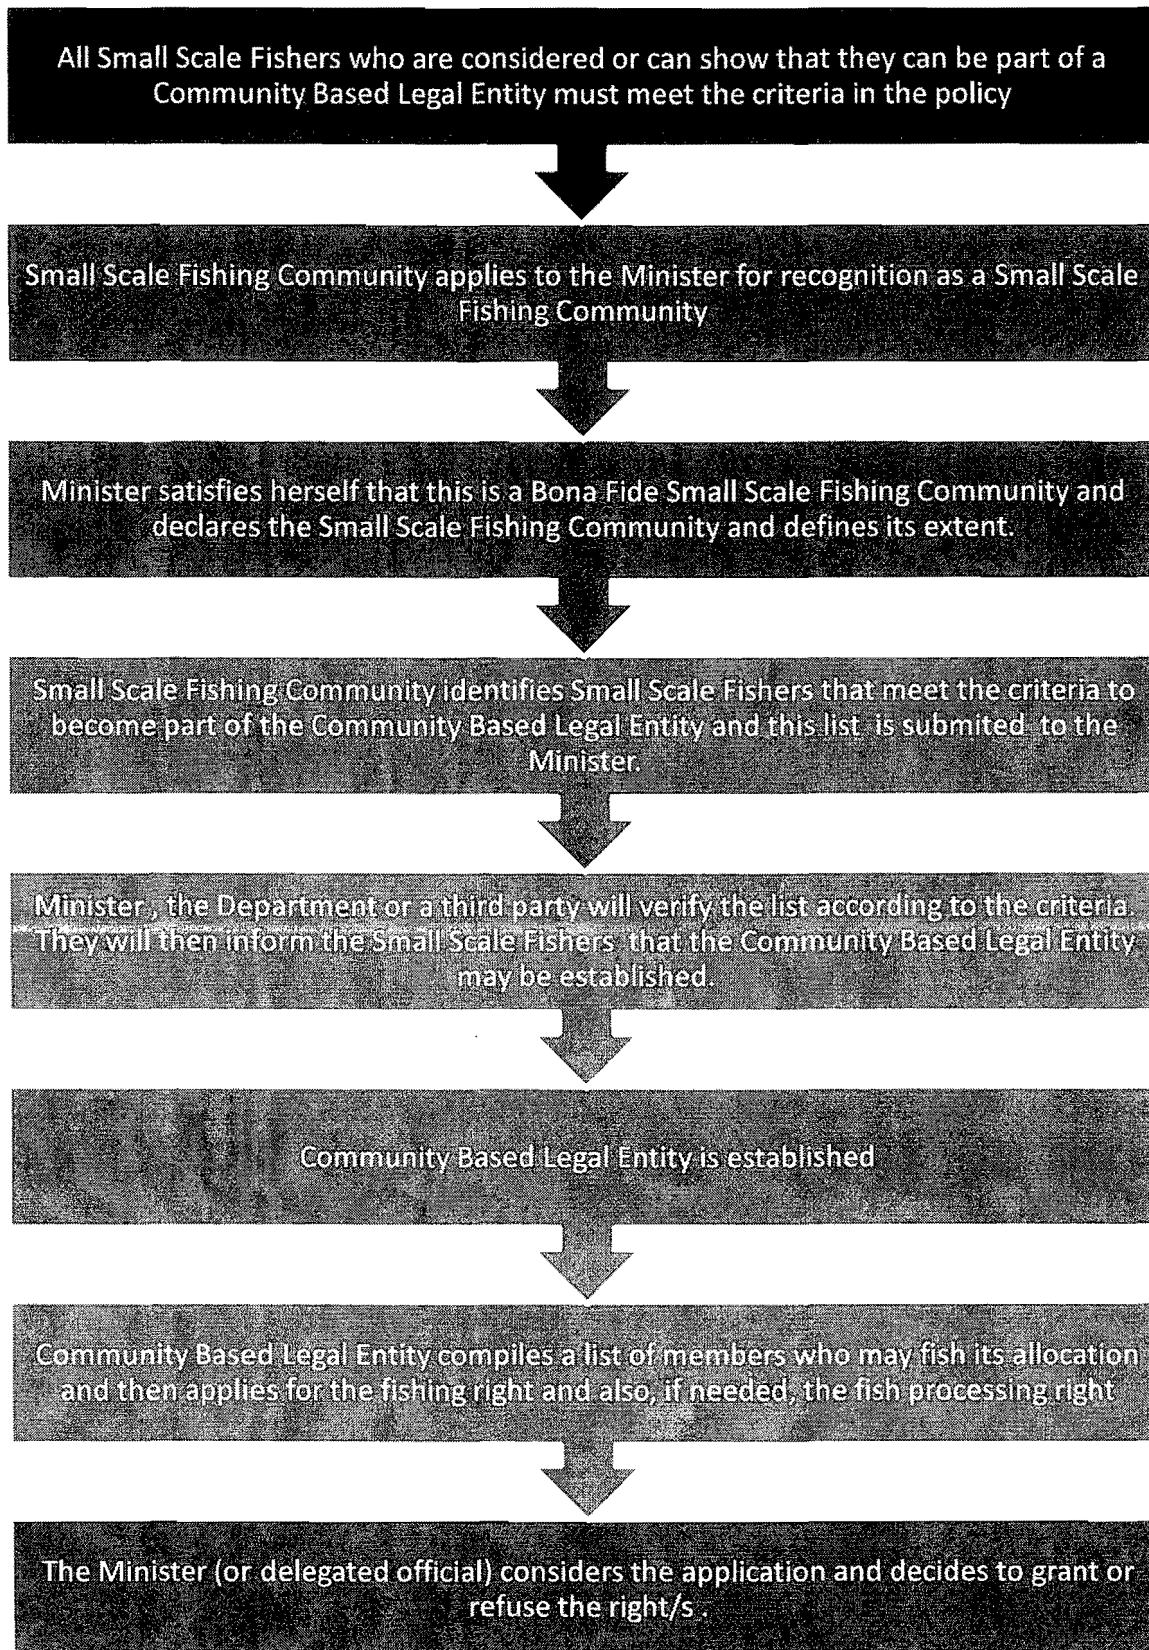 All Small Scale Fishers who are considered or can show that they can be part of a
Community Based Legal Entity must meet the criteria in the policy
Small Scale Fishing Community applies to the Minister for recognition as a Small Scale
Fishing Community
Minister satisfies herself that this is a Bona Fide Small Scale Fishing Community and
declares the Small Scale Fishing Community and defines its extent.
Small Scale Fishing Community identifies Small Scale Fishers that meet the criteria to
become part of the Community Based Legal Entity and this list is submited to the
Minister.
Minister , the Department or a third party will verify the list according to the criteria.
They will then inform the Small Scale Fishers that the Community Based Legal Entity
may be established.
Community Based Legal Entity is established
Community Based Legal Entity compiles a list of members who may fish its allocation
and then applies for the fishing right and also, if needed, the fish processing right
The Minister (or delegated official) considers the application and decides to grant or
refuse the right/s .